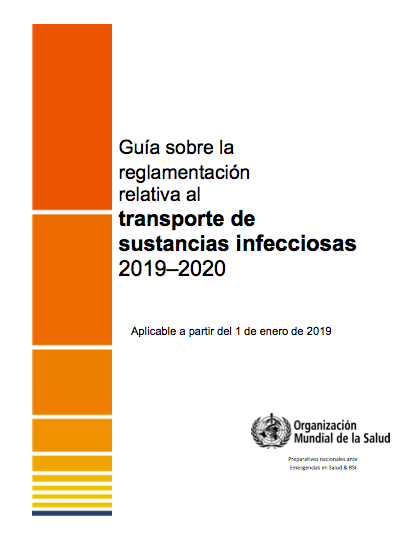 Guía sobre la
reglamentación
relativa al
transporte de
sustancias infecciosas
2019–2020
Aplicable a partir del 1 de enero de 2019
Organización
Mundial de la Salud
Preparativos nacionales ante
Emergencias en Salud & RSI